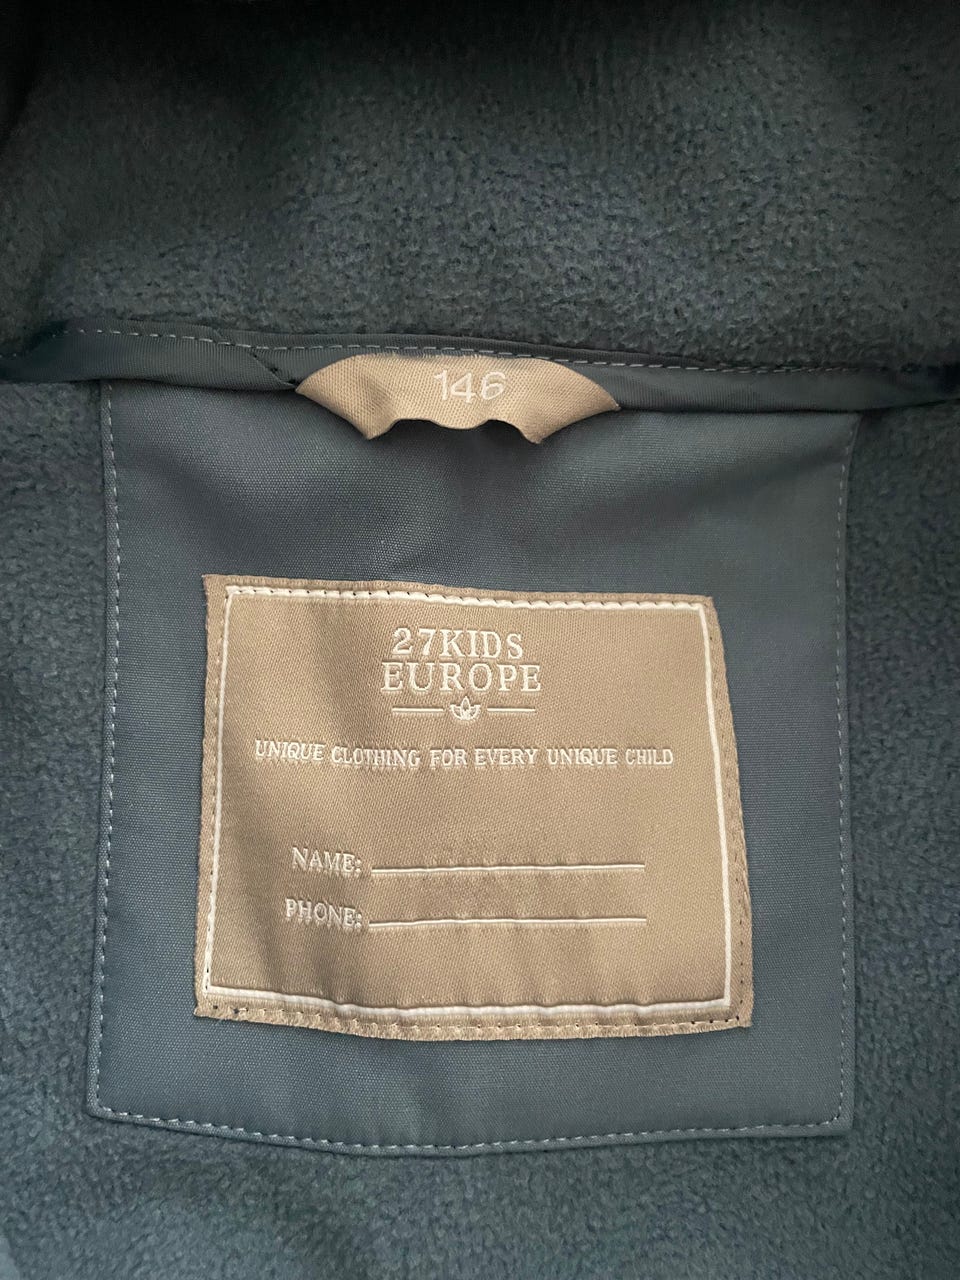 146
27KIDS
EUROPE
UNIQUE CLOTHING FOR EVERY UNIQUE CHILD
NAME:
PHONE: